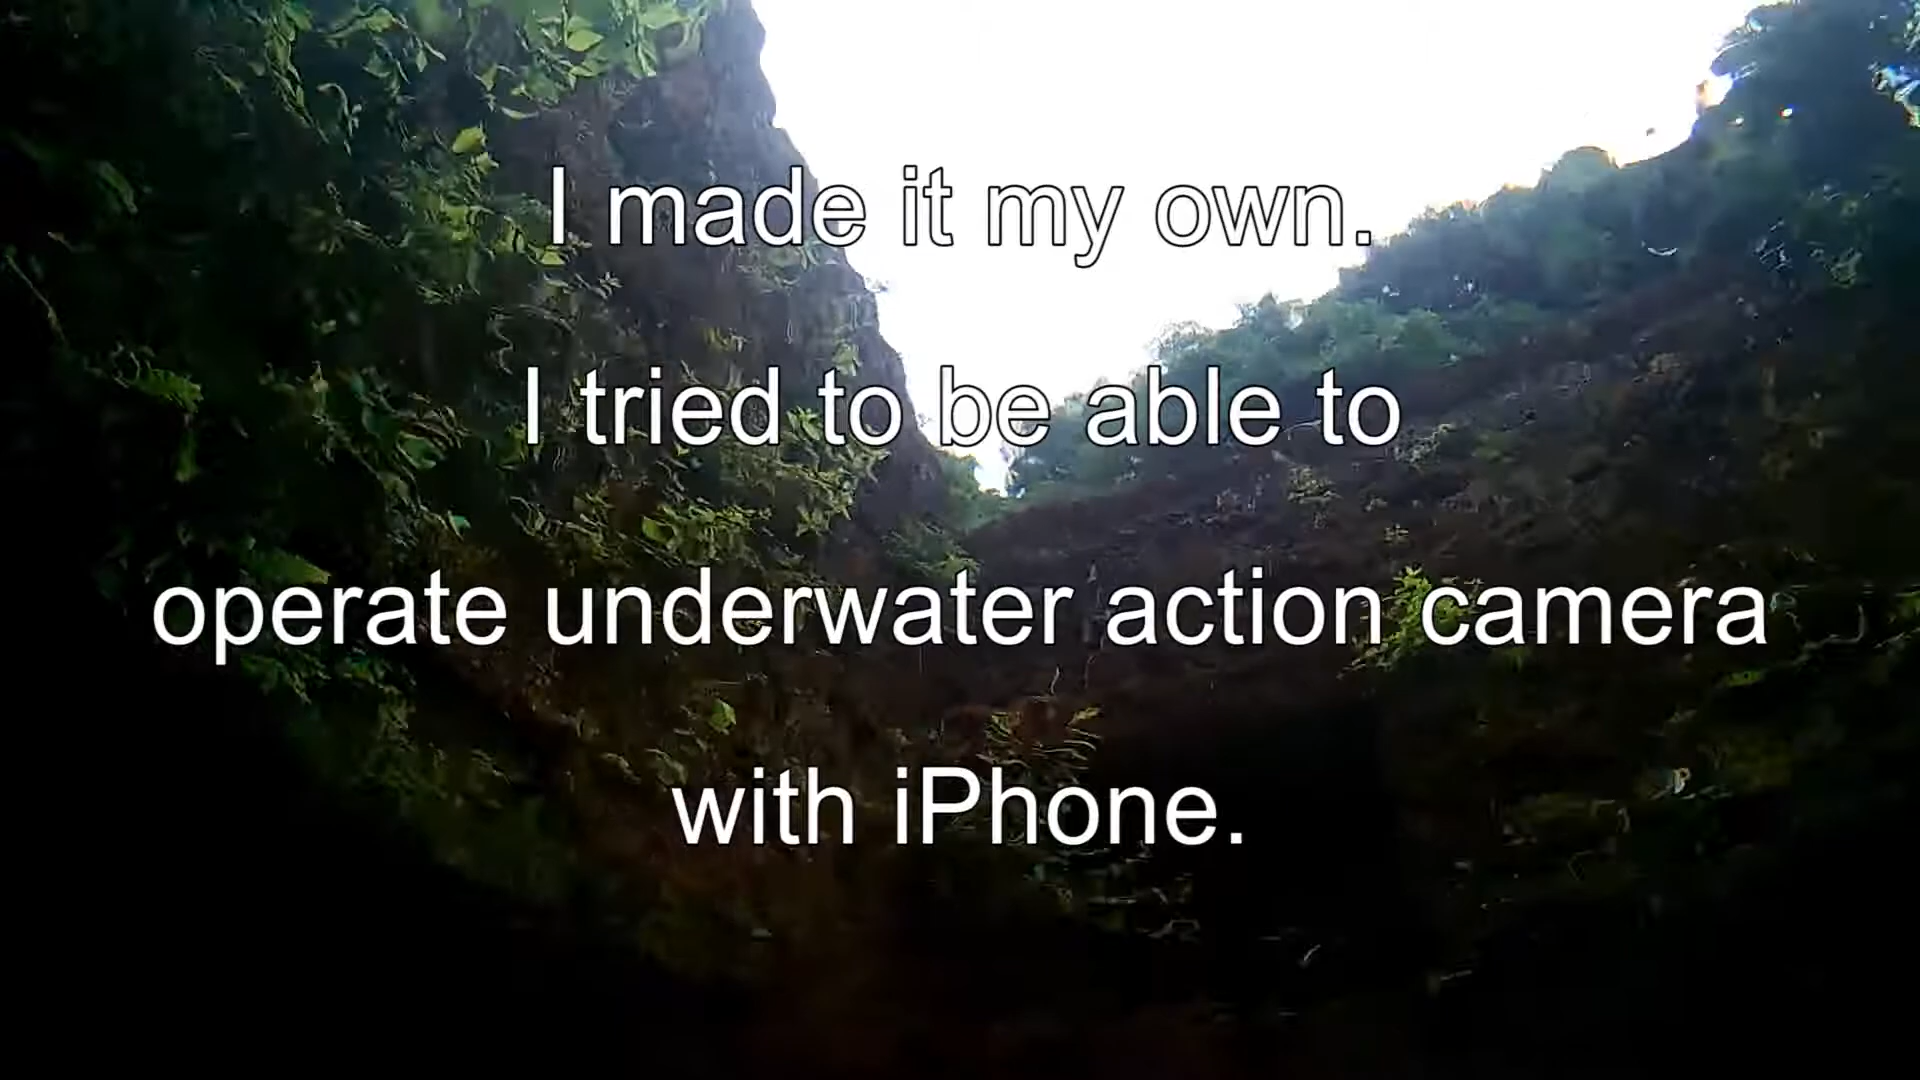 I made it my own.
I tried to be able to
operate underwater action camera
with iPhone.